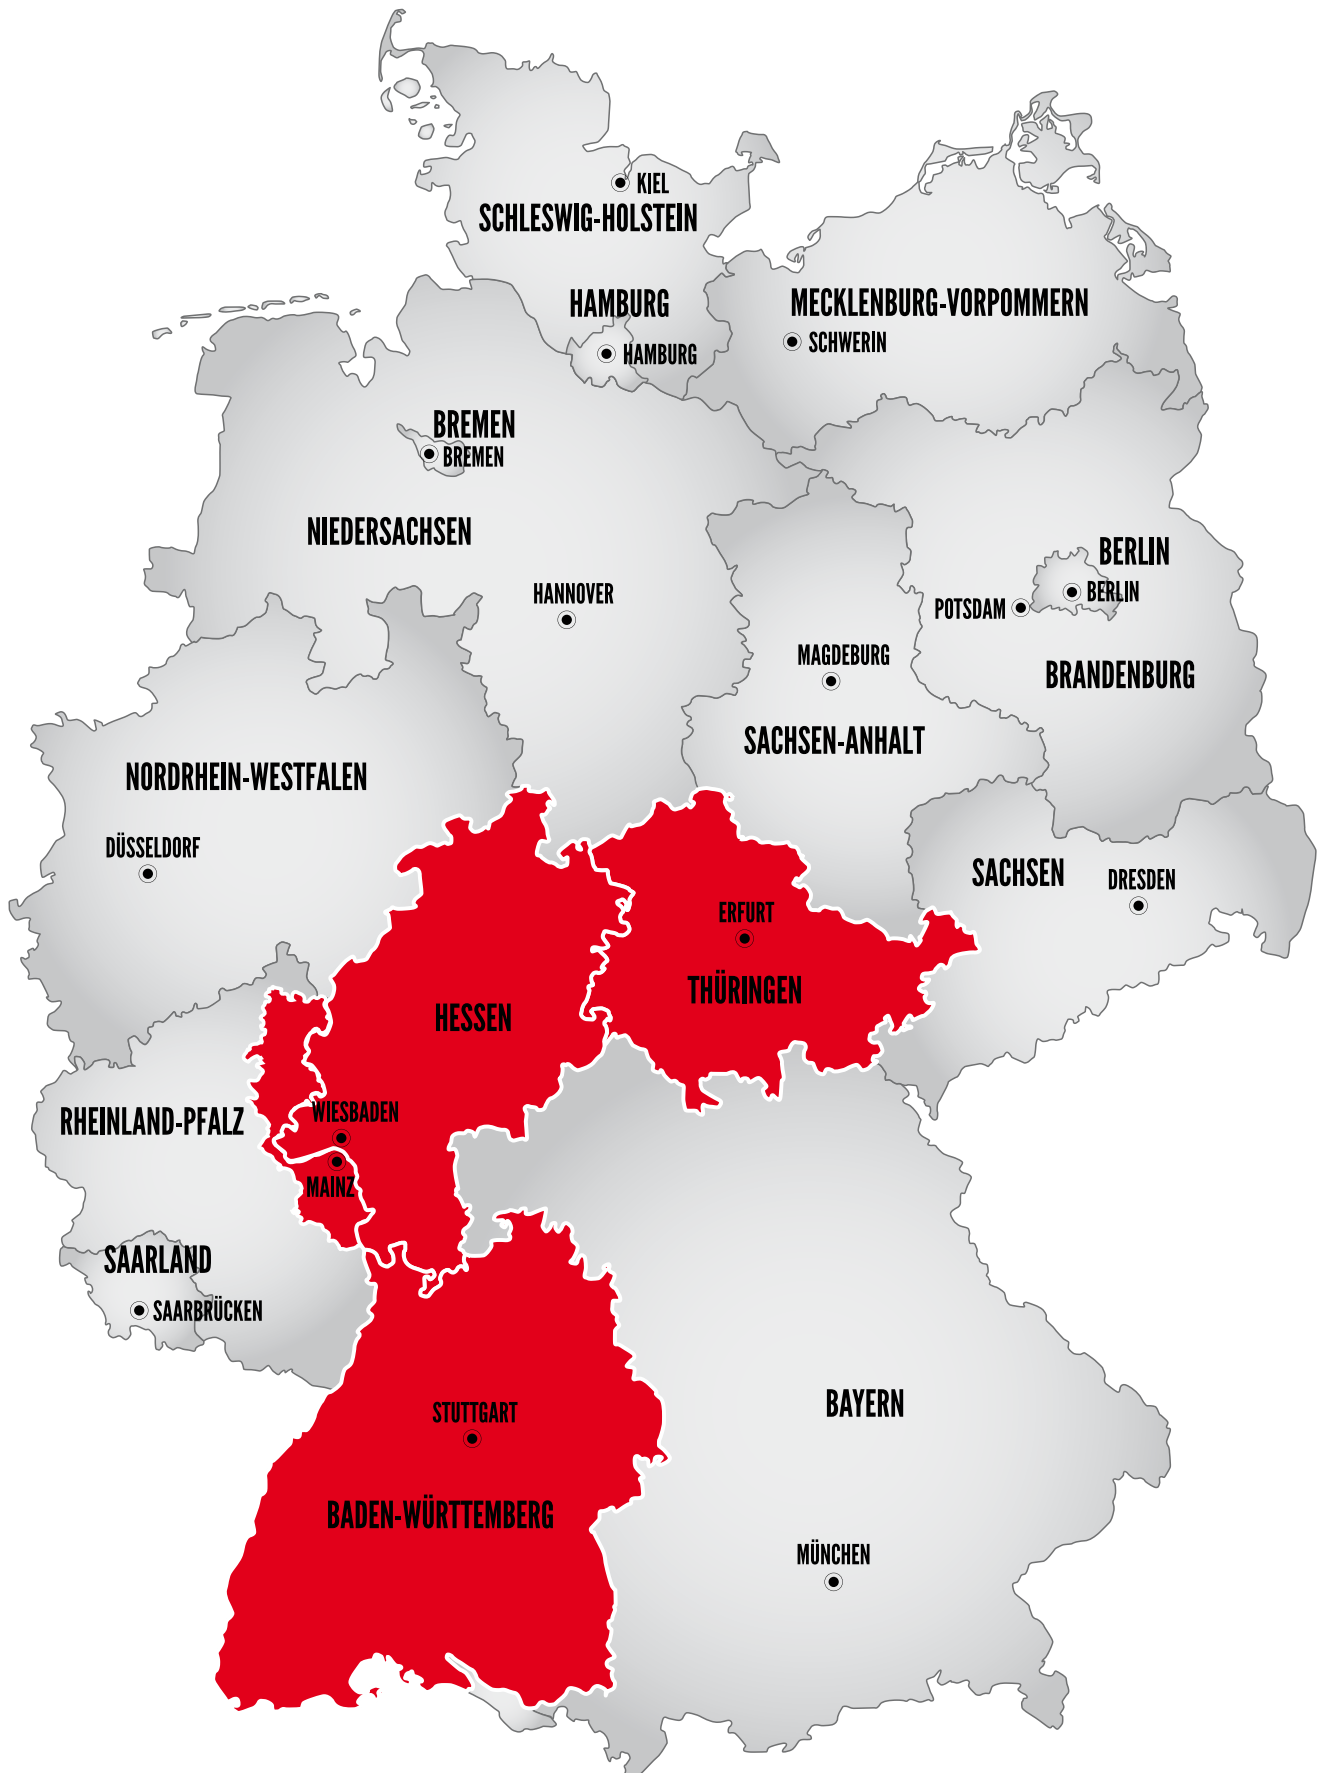 KIEL
SCHLESWIG-HOLSTEIN
HAMBURG
HAMBURG
MECKLENBURG-VORPOMMERN
SCHWERIN
BREMEN
BREMEN
NIEDERSACHSEN
HANNOVER
BERLIN
BERLIN
POTSDAM
BRANDENBURG
MAGDEBURG
SACHSEN-ANHALT
NORDRHEIN-WESTFALEN
DÜSSELDORF
SACHSEN
DRESDEN
ERFURT
THÜRINGEN
HESSEN
WIESBADEN
RHEINLAND-PFALZ
MAINZ
SAARLAND
SAARBRÜCKEN
BAYERN
STUTTGART
BADEN-WÜRTTEMBERG
MÜNCHEN